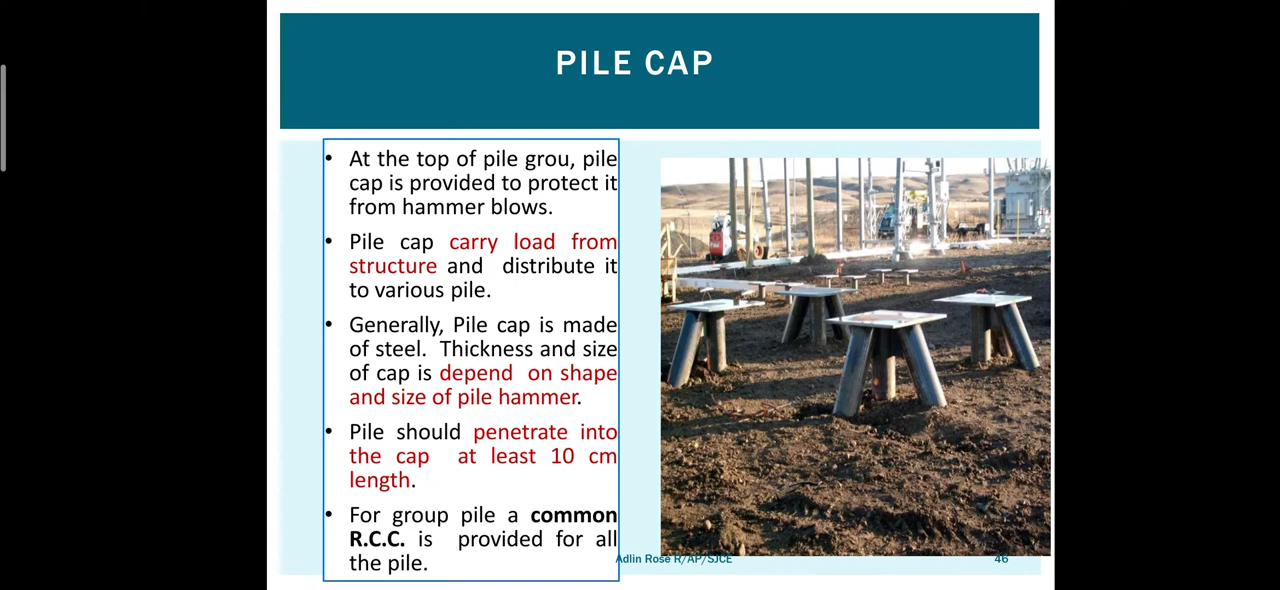 PILE CAP
• At the top of pile grou, pile
cap is provided to protect it
from hammer blows.
• Pile cap carry load from
structure and distribute it
to various pile.
• Generally, Pile cap is made
of steel. Thickness and size
of cap is depend on shape
and size of pile hammer.
• Pile should penetrate into
the cap at least 10 cm
length.
• For group pile a common
R.C.C. is provided for all
the pile.
Adlin Rose R/AP/SJCE
46